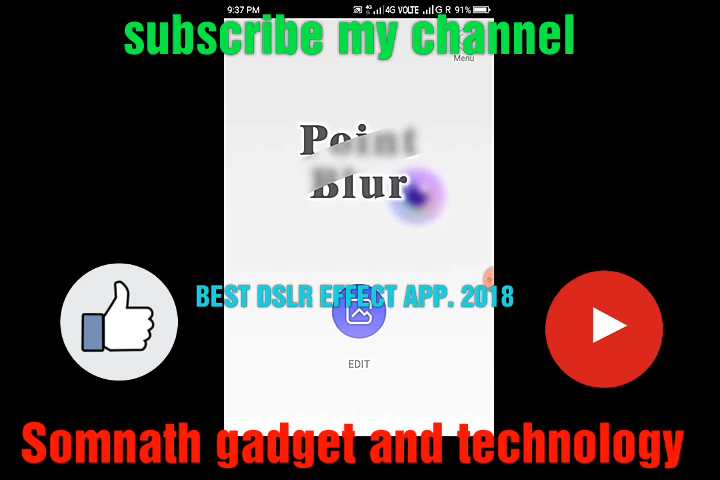 9:37 PM 4G 4G VOLTE G R 91%
subscribe my channel
Menu
Point
Blur
BEST DSLR EFFECT APP. 2018
EDIT
Somnath gadget and technology